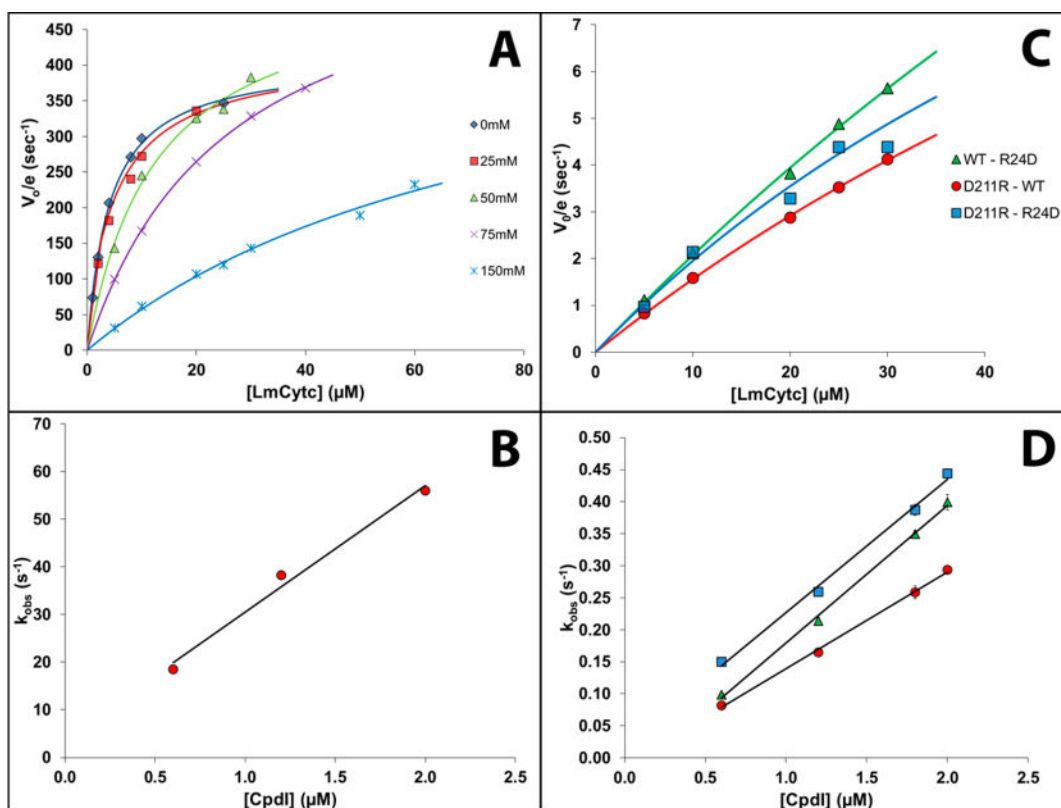 A
450
400
350
300
250
200
150
100
50
0
Vo/e (sec-1)
0 20 40 60 80
[LmCytc] (µM)
0mM
25mM
50mM
75mM
150mM
C
7
6
5
4
3
2
1
0
V0/e (sec-1)
0 10 20 30 40
[LmCytc] (µM)
WT - R24D
D211R - WT
D211R - R24D
B
70
60
50
40
30
20
10
0
kobs (s-1)
0.0 0.5 1.0 1.5 2.0 2.5
[CpdI] (µM)
D
0.50
0.45
0.40
0.35
0.30
0.25
0.20
0.15
0.10
0.05
0.00
kobs (s-1)
0.0 0.5 1.0 1.5 2.0 2.5
[CpdI] (µM)